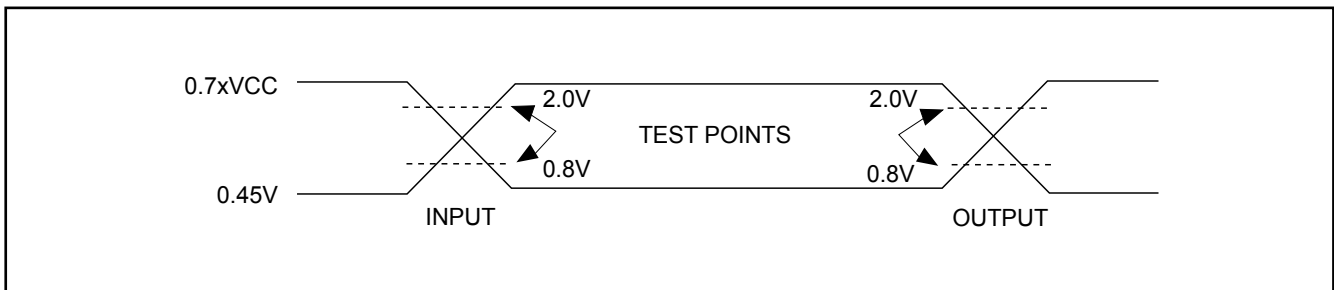 0.7xVCC
2.0V
2.0V
TEST POINTS
0.8V
0.8V
0.45V
INPUT
OUTPUT